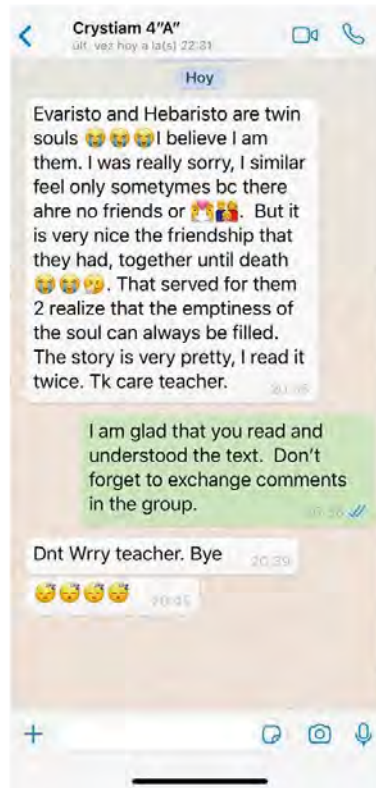 Crystiam 4"A"
últ. vez hoy a la(s) 22:31
Hoy
Evaristo and Hebaristo are twin
souls 😭😭😭I believe I am
them. I was really sorry, I similar
feel only sometymes bc there
ahre no friends or 💏👫. But it
is very nice the friendship that
they had, together until death
😭😭🤧. That served for them
2 realize that the emptiness of
the soul can always be filled.
The story is very pretty, I read it
twice. Tk care teacher.
I am glad that you read and
understood the text. Don't
forget to exchange comments
in the group.
Dnt Wrry teacher. Bye
20:39
😴😴😴😴
20:45